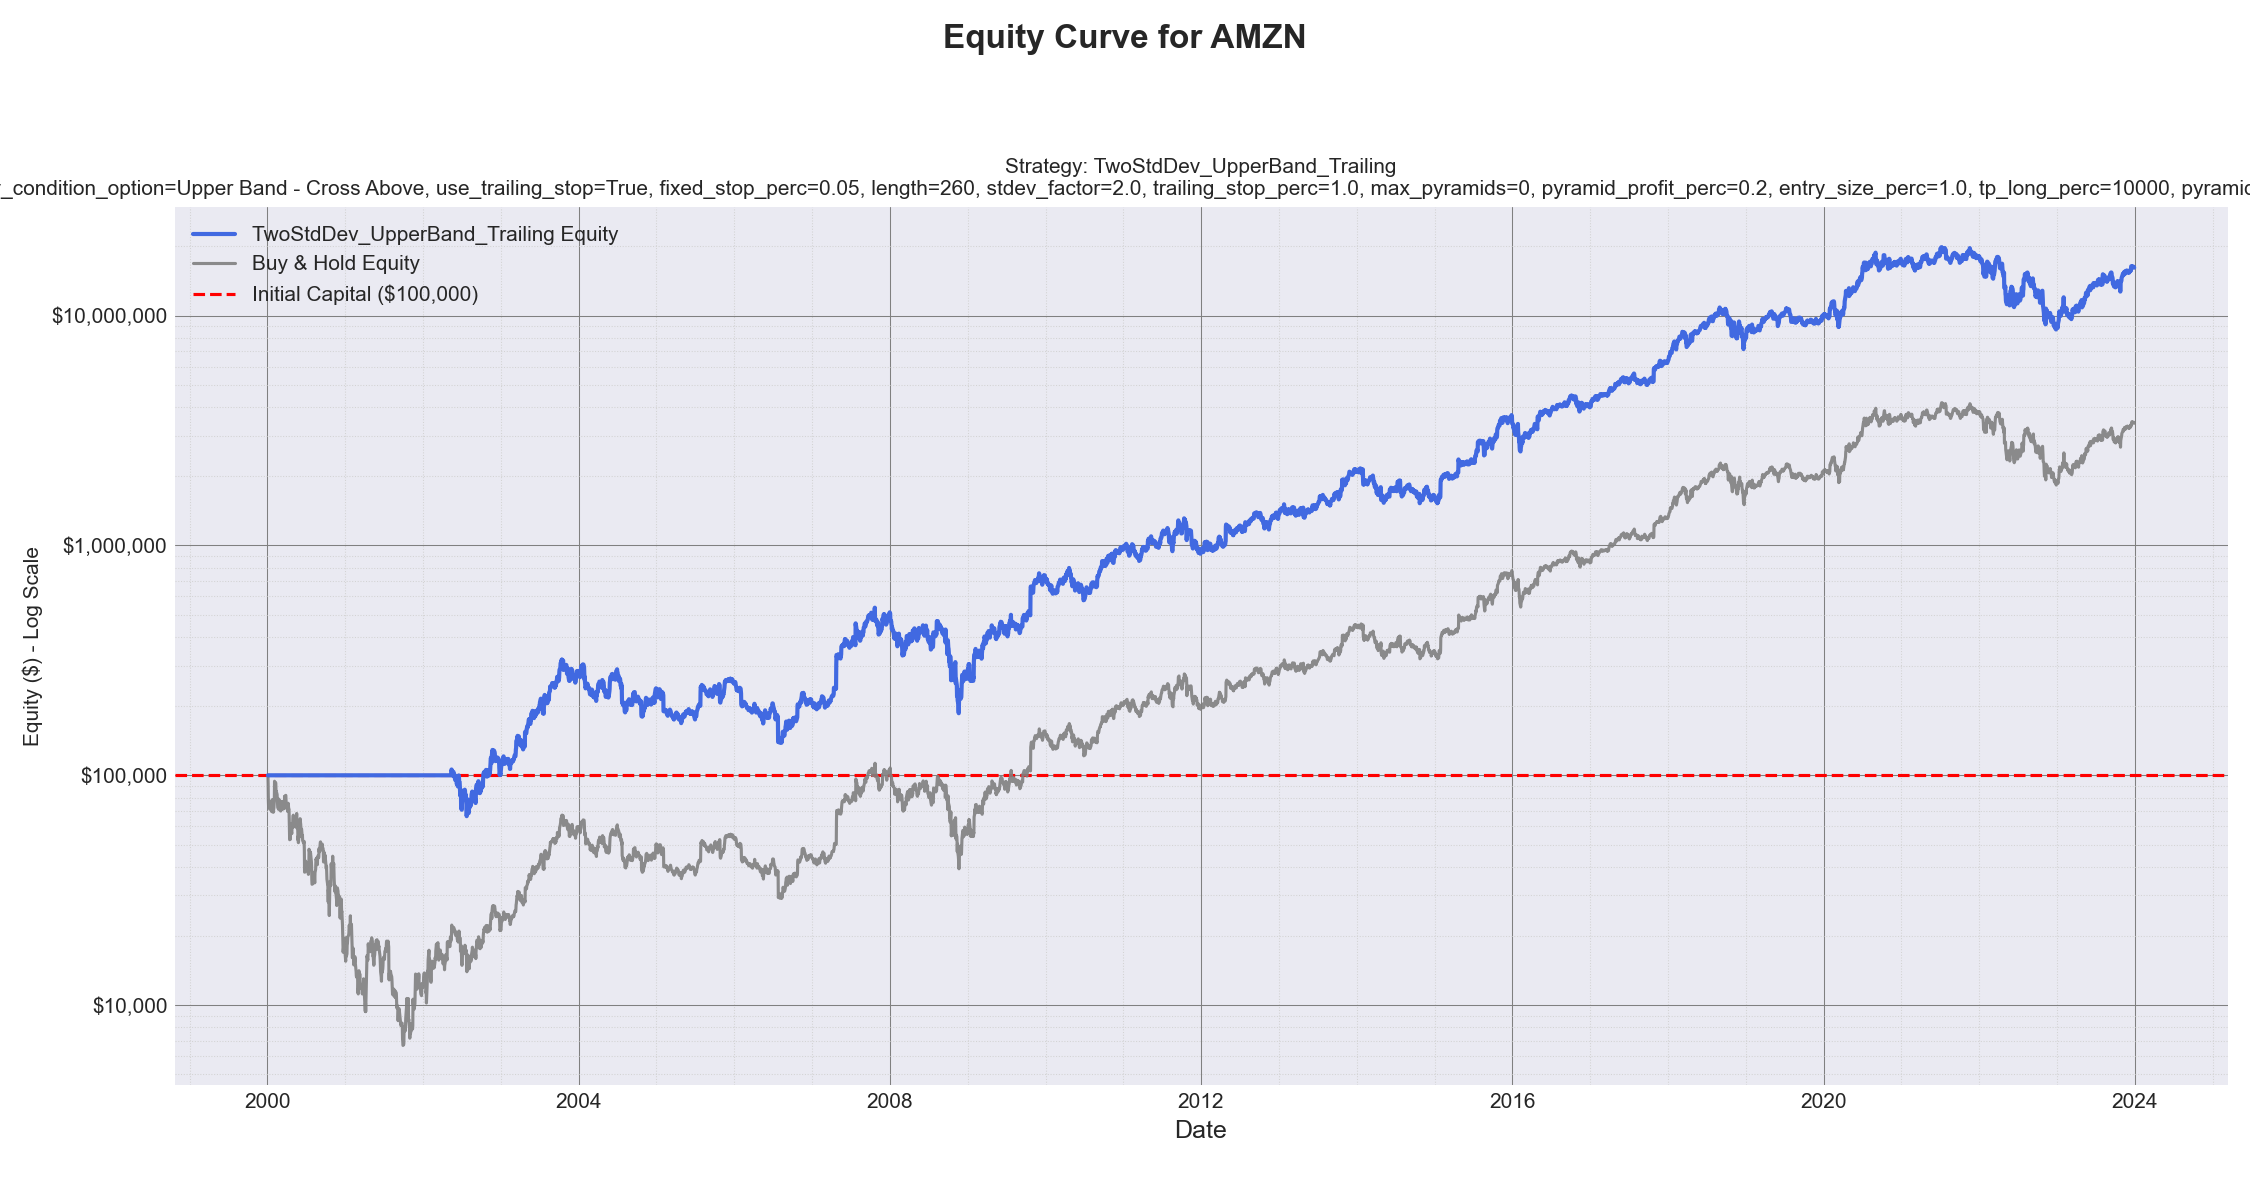 Equity Curve for AMZN
Strategy: TwoStdDev_UpperBand_Trailing
_condition_option=Upper Band - Cross Above, use_trailing_stop=True, fixed_stop_perc=0.05, length=260, stdev_factor=2.0, trailing_stop_perc=1.0, max_pyramids=0, pyramid_profit_perc=0.2, entry_size_perc=1.0, tp_long_perc=10000, pyramid
TwoStdDev_UpperBand_Trailing Equity
Buy & Hold Equity
Initial Capital ($100,000)
$10,000,000
$1,000,000
$100,000
$10,000
Equity ($) - Log Scale
2000
2004
2008
2012
2016
2020
2024
Date